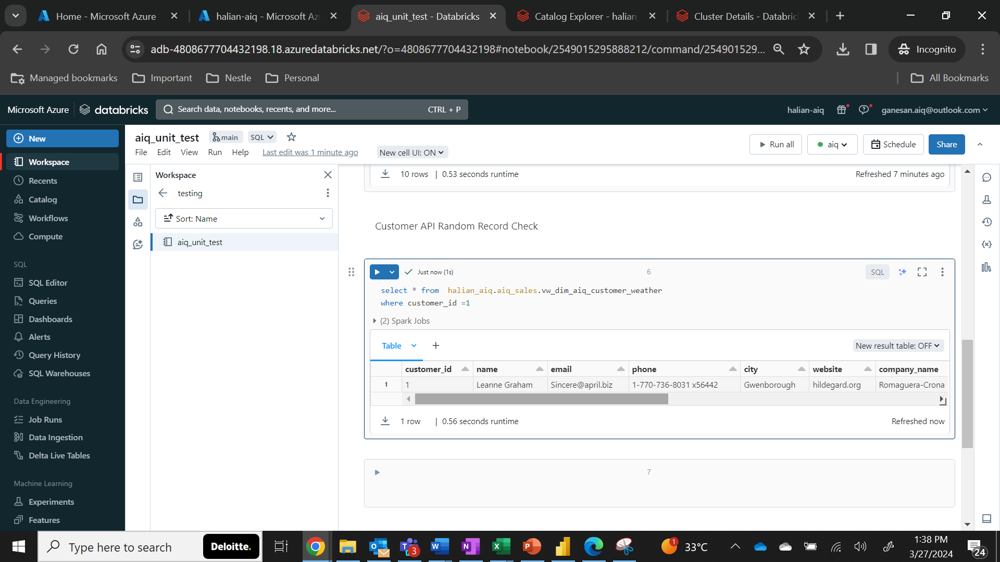 Home - Microsoft Azure
halian-aiq - Microsoft Az
aiq_unit_test - Databricks
Catalog Explorer - halian_
Cluster Details - Databric
adb-4808677704432198.18.azuredatabricks.net/?o=4808677704432198#notebook/2549015295888212/command/254901529...
Incognito
Managed bookmarks
Important
Nestle
Personal
All Bookmarks
Microsoft Azure
databricks
Search data, notebooks, recents, and more...
CTRL + P
halian-aiq
ganesan.aiq@outlook.com
New
aiq_unit_test
main
SQL
File
Edit
View
Run
Help
Last edit was 1 minute ago
New cell UI: ON
Run all
aiq
Schedule
Share
Workspace
Recents
Catalog
Workflows
Compute
SQL
SQL Editor
Queries
Dashboards
Alerts
Query History
SQL Warehouses
Data Engineering
Job Runs
Data Ingestion
Delta Live Tables
Machine Learning
Experiments
Features
Workspace
testing
Sort: Name
aiq_unit_test
10 rows | 0.53 seconds runtime
Refreshed 7 minutes ago
Customer API Random Record Check
Just now (1s)
6
SQL
select * from  halian_aiq.aiq_sales.vw_dim_aiq_customer_weather
where customer_id =1
(2) Spark Jobs
Table
New result table: OFF
customer_id name email phone city website company_name
1 1 Leanne Graham Sincere@april.biz 1-770-736-8031 x56442 Gwenborough hildegard.org Romaguera-Crona
1 row | 0.56 seconds runtime
Refreshed now
7
Type here to search
Deloitte.
3
1
33°C
1:38 PM
3/27/2024
24